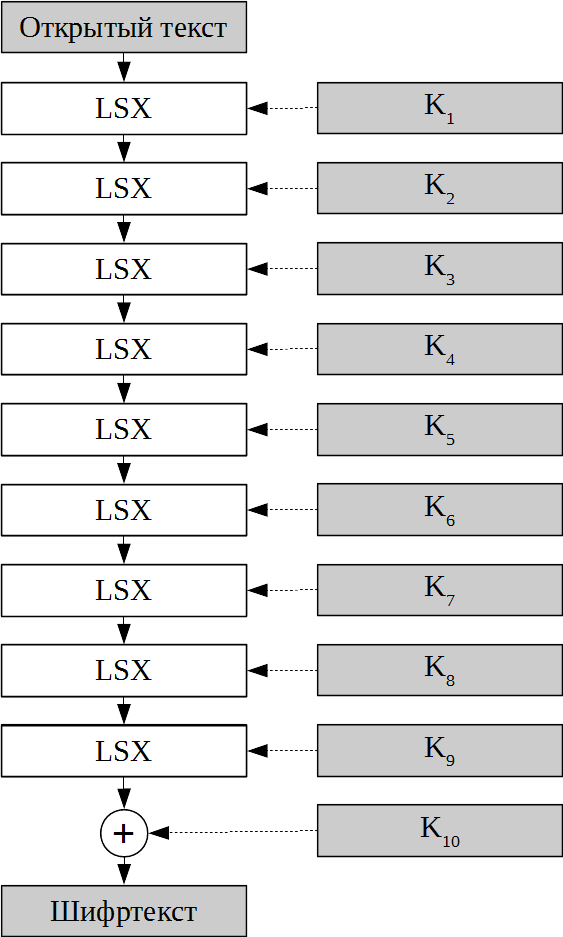 Открытый текст
LSX K₁
LSX K₂
LSX K₃
LSX K₄
LSX K₅
LSX K₆
LSX K₇
LSX K₈
LSX K₉
+ K₁₀
Шифртекст